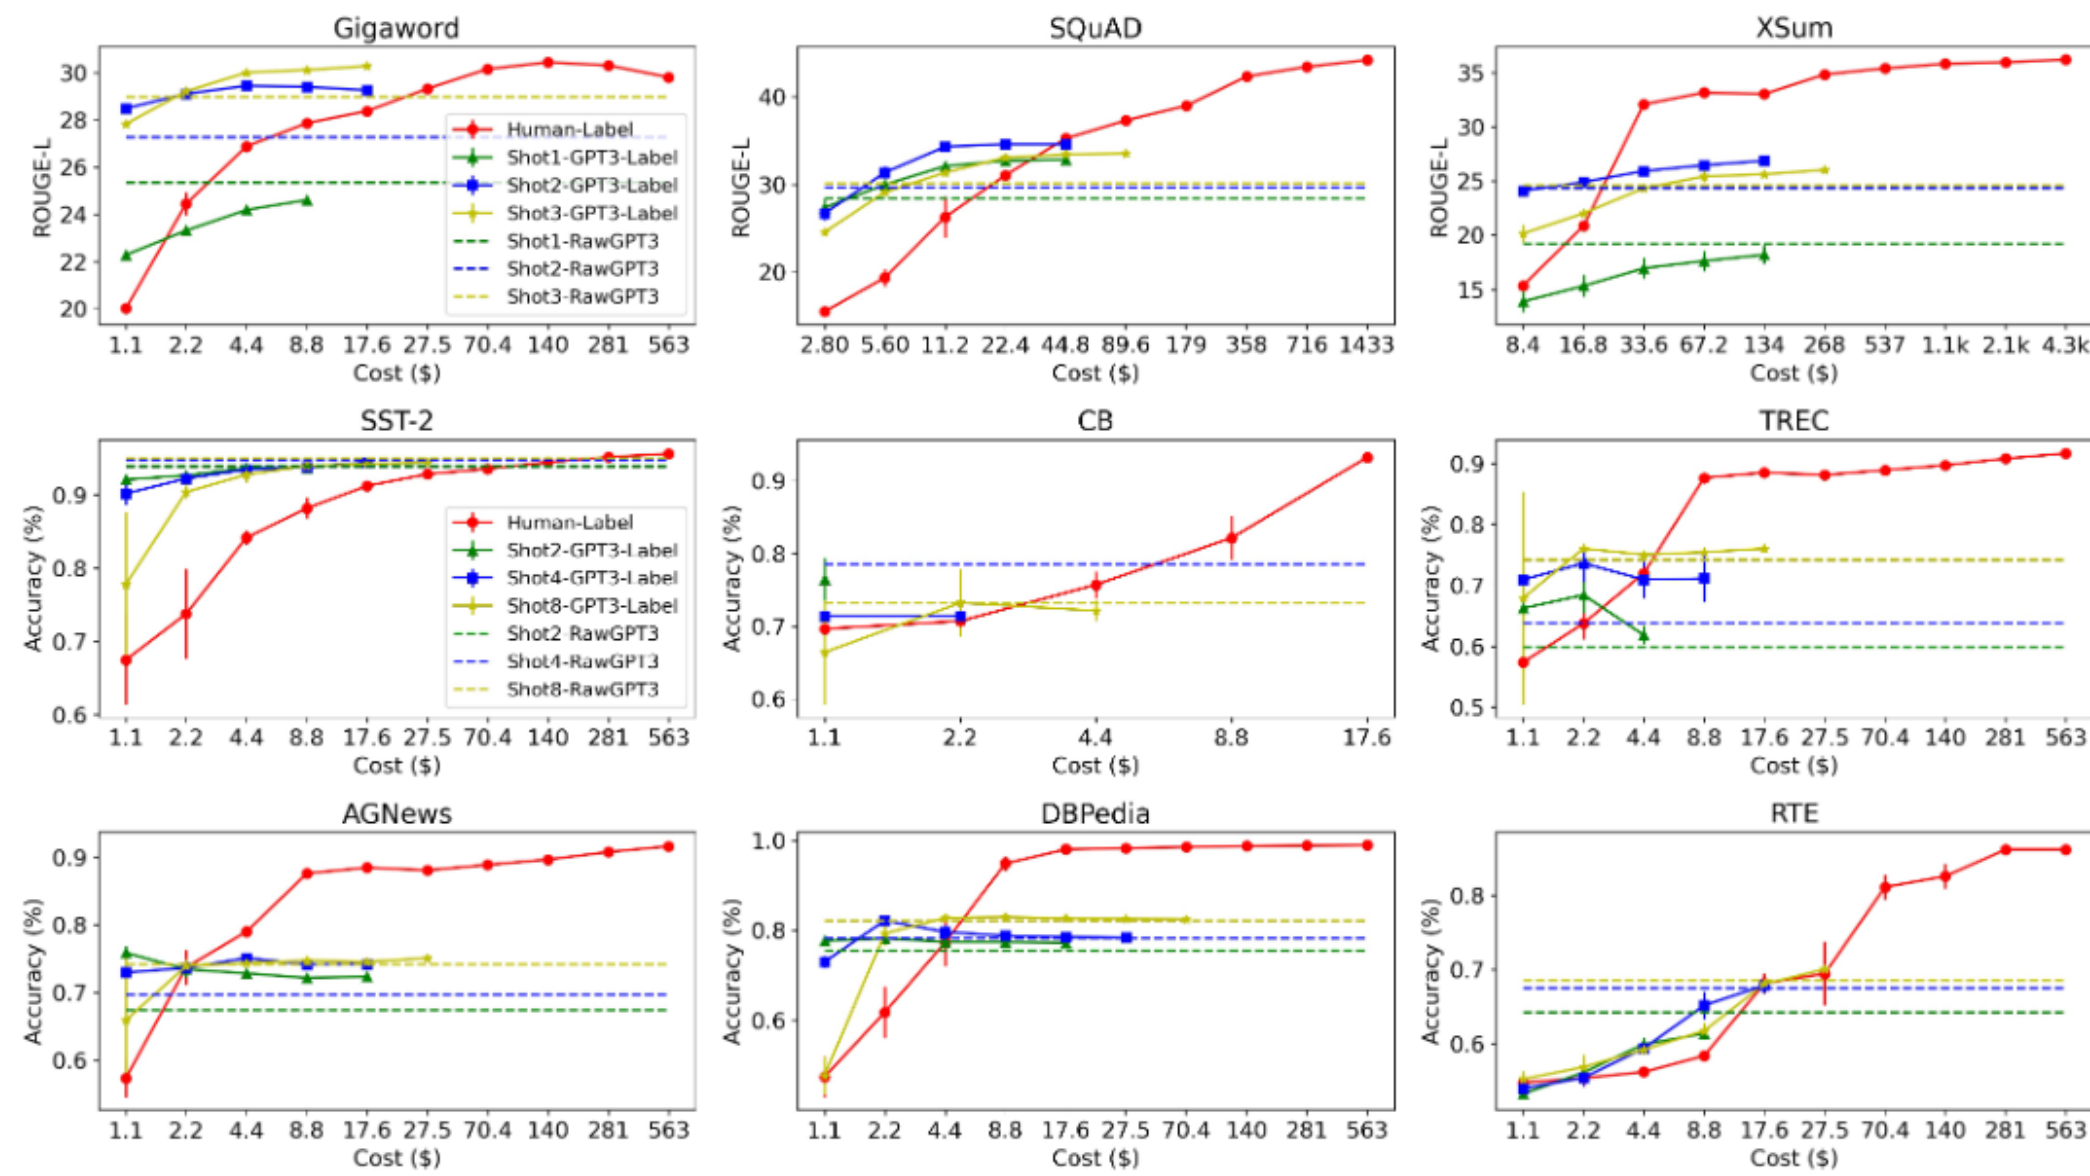 Gigaword
SQuAD
XSum
ROUGE-L
30
28
26
24
22
20
Human-Label
Shot1-GPT3-Label
Shot2-GPT3-Label
Shot3-GPT3-Label
Shot1-RawGPT3
Shot2-RawGPT3
Shot3-RawGPT3
1.1 2.2 4.4 8.8 17.6 27.5 70.4 140 281 563
Cost ($)
ROUGE-L
40
30
20
2.80 5.60 11.2 22.4 44.8 89.6 179 358 716 1433
Cost ($)
ROUGE-L
35
30
25
20
15
8.4 16.8 33.6 67.2 134 268 537 1.1k 2.1k 4.3k
Cost ($)
SST-2
CB
TREC
Accuracy (%)
0.9
0.8
0.7
0.6
Human-Label
Shot2-GPT3-Label
Shot4-GPT3-Label
Shot8-GPT3-Label
Shot2-RawGPT3
Shot4-RawGPT3
Shot8-RawGPT3
1.1 2.2 4.4 8.8 17.6 27.5 70.4 140 281 563
Cost ($)
Accuracy (%)
0.9
0.8
0.7
0.6
1.1 2.2 4.4 8.8 17.6
Cost ($)
Accuracy (%)
0.9
0.8
0.7
0.6
0.5
1.1 2.2 4.4 8.8 17.6 27.5 70.4 140 281 563
Cost ($)
AGNews
DBPedia
RTE
Accuracy (%)
0.9
0.8
0.7
0.6
1.1 2.2 4.4 8.8 17.6 27.5 70.4 140 281 563
Cost ($)
Accuracy (%)
1.0
0.8
0.6
1.1 2.2 4.4 8.8 17.6 27.5 70.4 140 281 563
Cost ($)
Accuracy (%)
0.8
0.7
0.6
1.1 2.2 4.4 8.8 17.6 27.5 70.4 140 281 563
Cost ($)